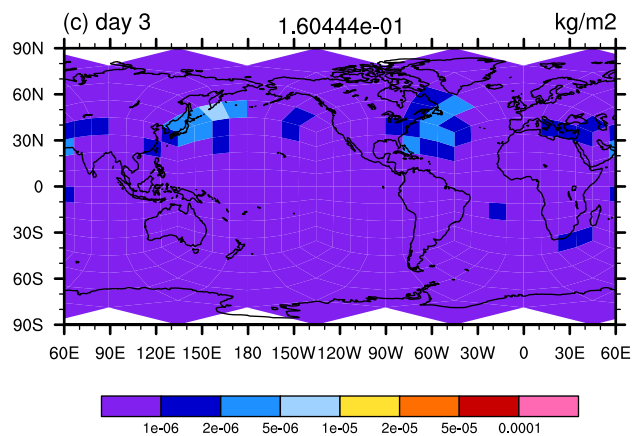 (c) day 3 1.60444e-01 kg/m2
90N
60N
30N
0
30S
60S
90S
60E 90E 120E 150E 180 150W 120W 90W 60W 30W 0 30E 60E
1e-06 2e-06 5e-06 1e-05 2e-05 5e-05 0.0001